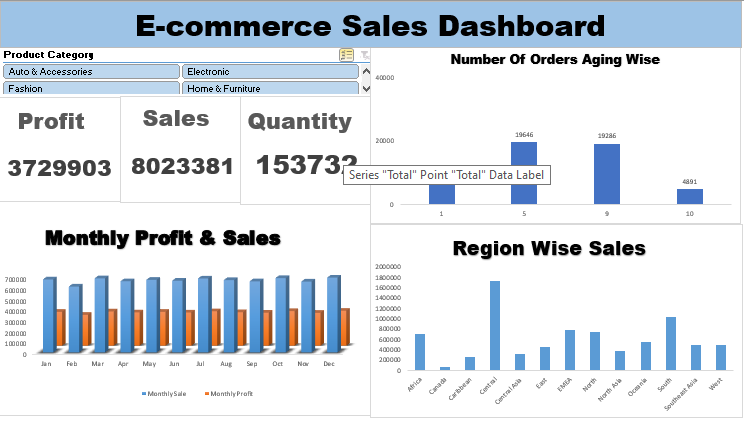 E-commerce Sales Dashboard
Product Category
Auto & Accessories
Electronic
Fashion
Home & Furniture
Profit
3729903
Sales
8023381
Quantity
153732
Number Of Orders Aging Wise
40000
20000
0
19646
19286
4891
1
5
9
10
Series "Total" Point "Total" Data Label
Monthly Profit & Sales
700000
600000
500000
400000
300000
200000
100000
0
Jan Feb Mar Apr May Jun Jul Aug Sep Oct Nov Dec
Monthly Sale Monthly Profit
Region Wise Sales
2000000
1800000
1600000
1400000
1200000
1000000
800000
600000
400000
200000
0
Africa
Canada
Caribbean
Central
Central Asia
East
EMEA
North
North Asia
Oceania
South
Southeast Asia
West